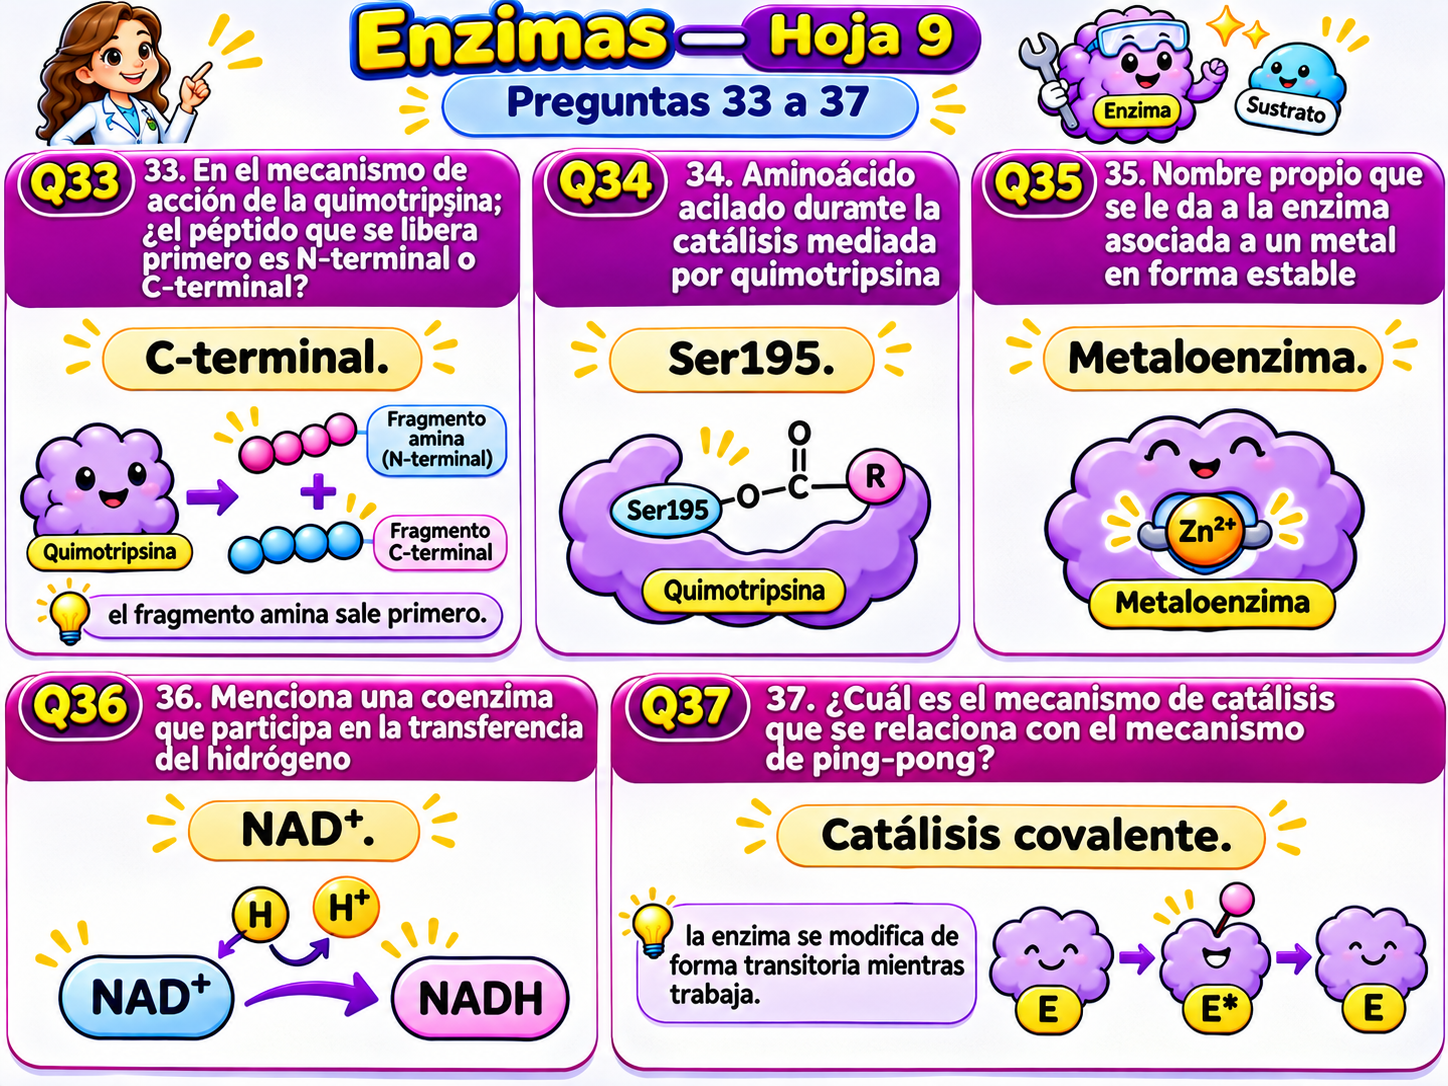 Enzimas — Hoja 9
Preguntas 33 a 37
Enzima
Sustrato
Q33
33. En el mecanismo de
acción de la quimotripsina;
¿el péptido que se libera
primero es N-terminal o
C-terminal?
C-terminal.
Fragmento
amina
(N-terminal)
+
Fragmento
C-terminal
Quimotripsina
el fragmento amina sale primero.
Q34
34. Aminoácido
acilado durante la
catálisis mediada
por quimotripsina
Ser195.
O
Ser195
O
C
R
Quimotripsina
Q35
35. Nombre propio que
se le da a la enzima
asociada a un metal
en forma estable
Metaloenzima.
Zn²⁺
Metaloenzima
Q36
36. Menciona una coenzima
que participa en la transferencia
del hidrógeno
NAD⁺.
H
H⁺
NAD⁺
NADH
Q37
37. ¿Cuál es el mecanismo de catálisis
que se relaciona con el mecanismo
de ping-pong?
Catálisis covalente.
la enzima se modifica de
forma transitoria mientras
trabaja.
E
E*
E